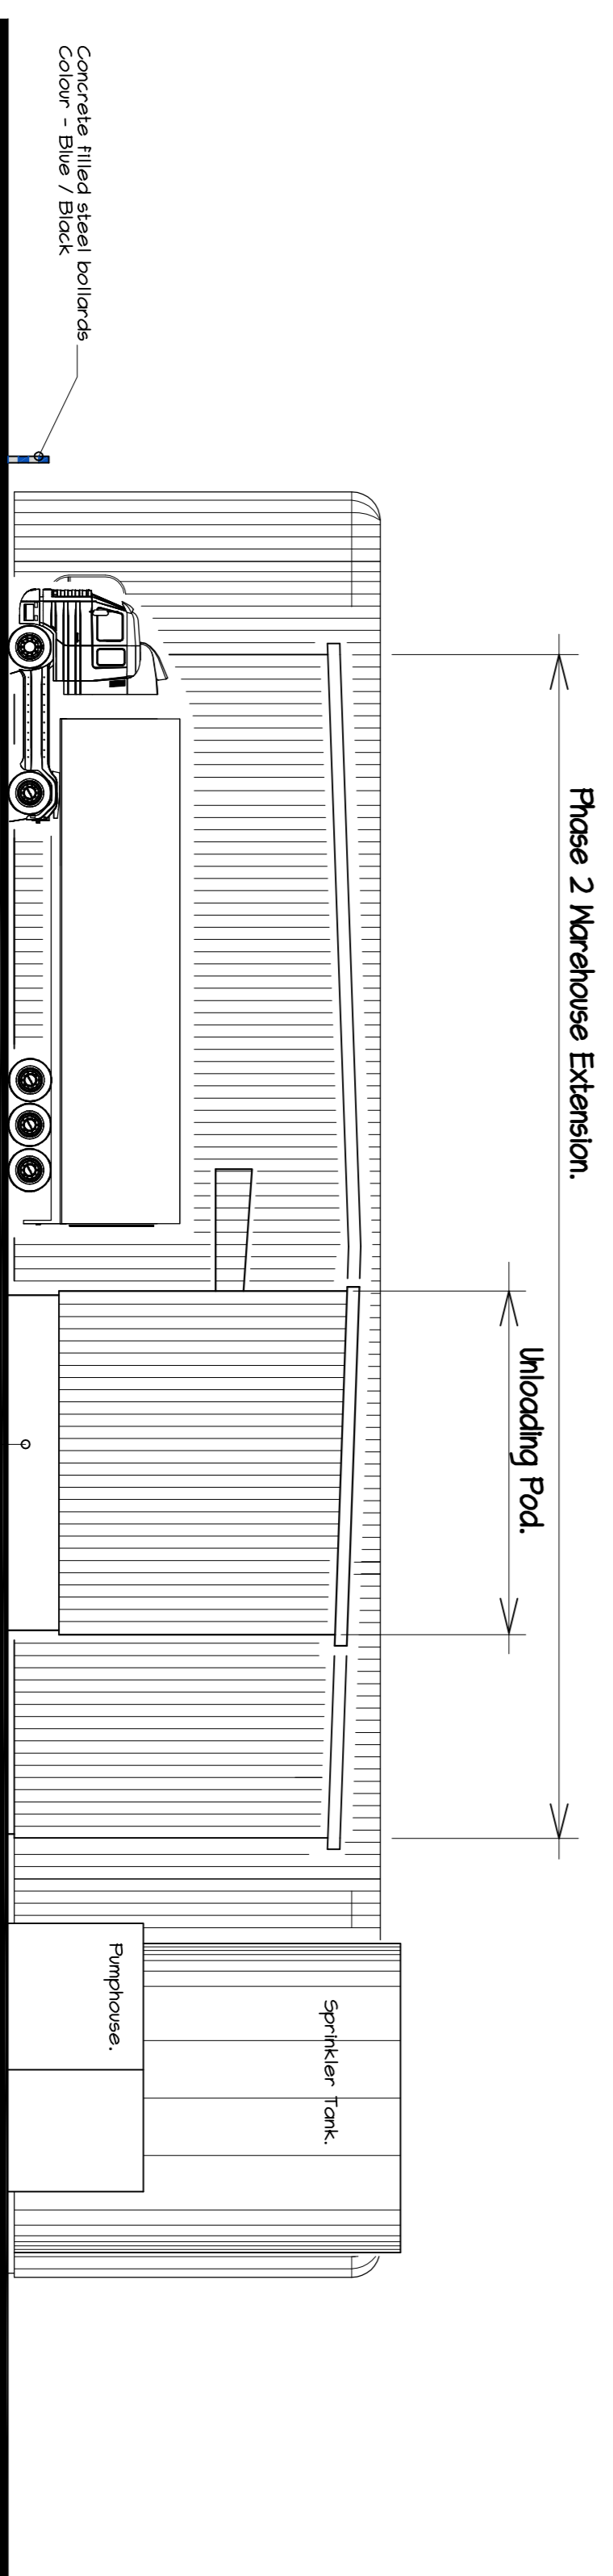 Phase 2 Warehouse Extension.
Unloading Pod.
Sprinkler Tank.
Pumphouse.
Concrete filled steel bollards
Colour - Blue / Black